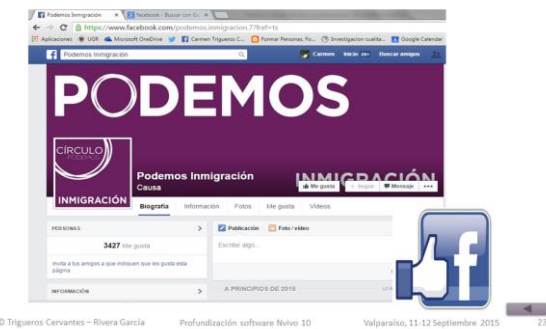 Podemos Inmigracion
facebook - Buscar con Go
https://www.facebook.com/podemos.inmigracion.7?fref=ts
Aplicaciones UGR Microsoft OneDrive Carmen Trigueros C... Formar Personas, Fo... Investigacion cualita... Google Calendar
Podemos Inmigración Carmen Inicio Buscar amigos
PODEMOS
CÍRCULO
PODEMOS
INMIGRACIÓN
Podemos Inmigración
Causa
INMIGRACIÓN
Me gusta Seguir Mensaje
Biografía Información Fotos Me gusta Vídeos
PERSONAS
3427 Me gusta
Invita a tus amigos a que indiquen que les gusta esta
página
INFORMACIÓN
Publicación Foto / vídeo
Escribe algo...
A PRINCIPIOS DE 2015
© Trigueros Cervantes – Rivera García Profundización software Nvivo 10 Valparaíso, 11-12 Septiembre 2015 23